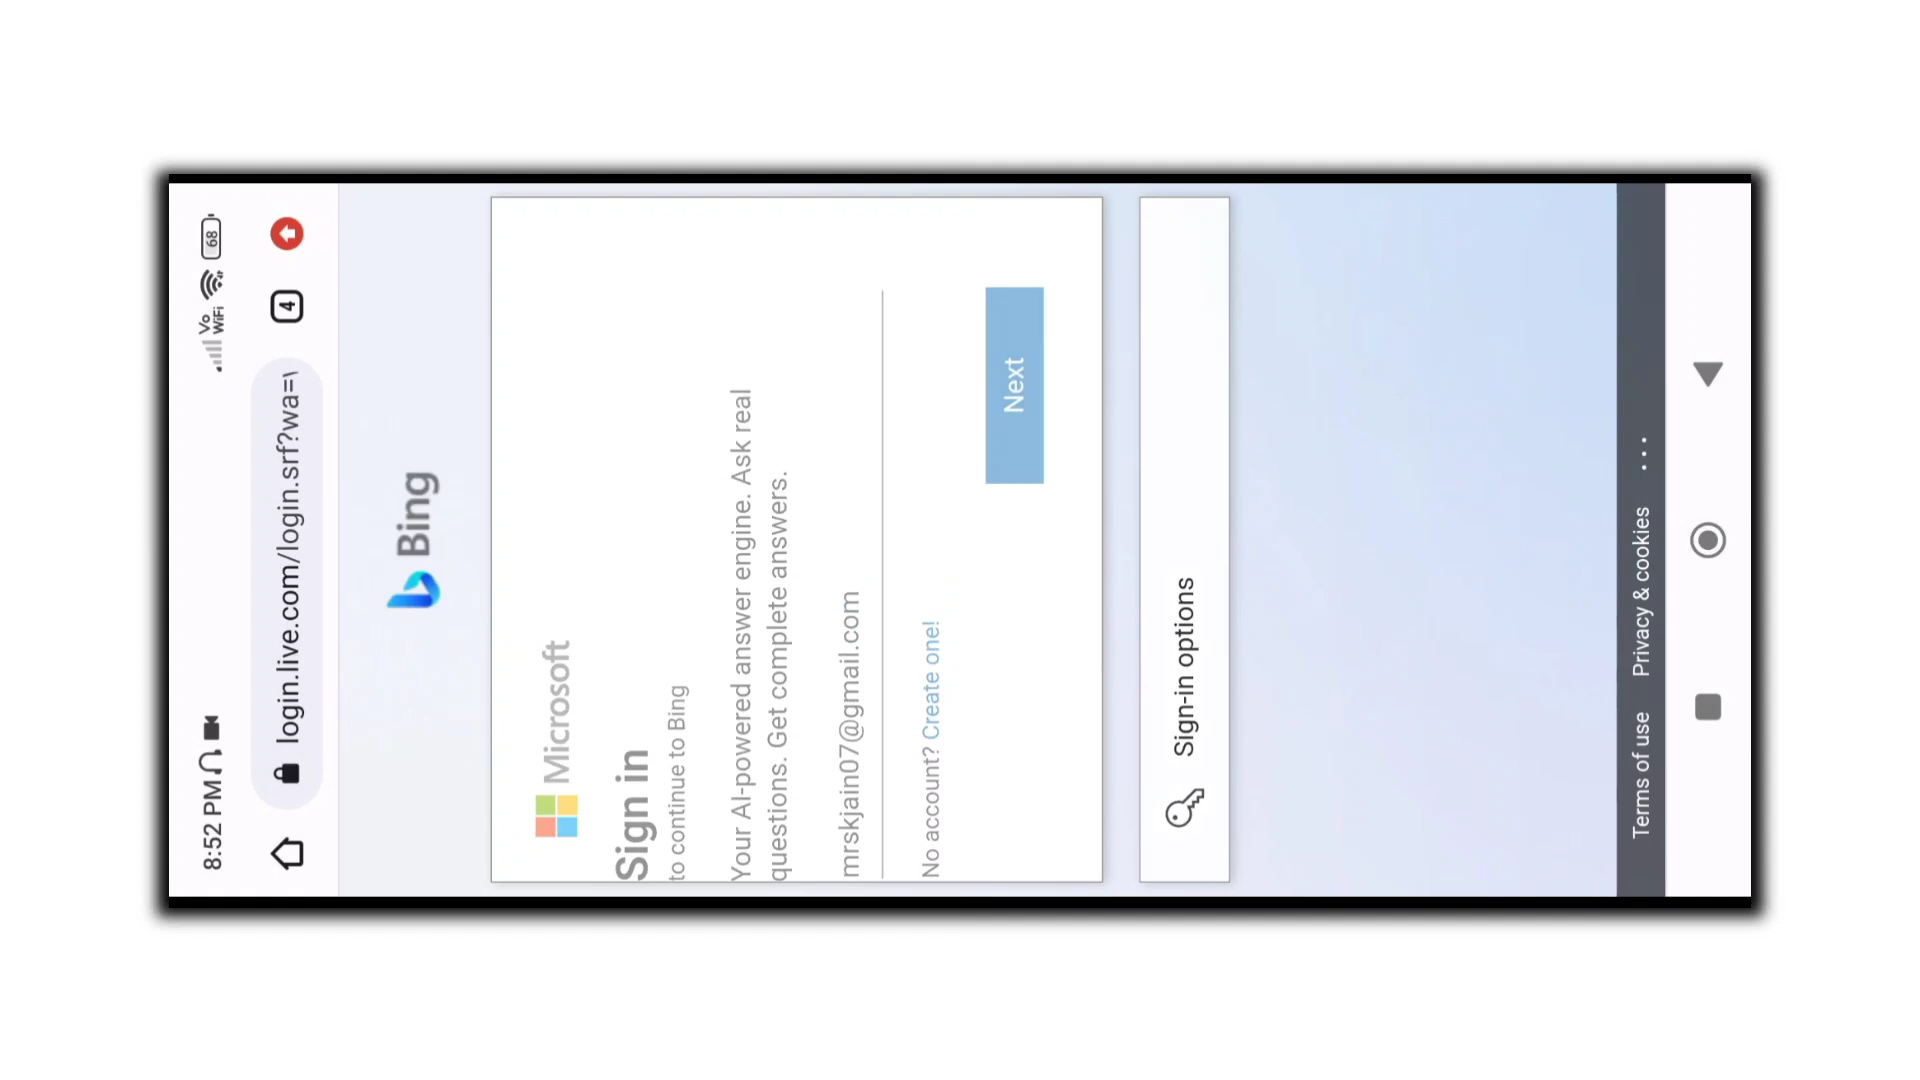 8:52 PM
Vo WiFi
68
login.live.com/login.srf?wa=
4
Bing
Microsoft
Sign in
to continue to Bing
Your AI-powered answer engine. Ask real
questions. Get complete answers.
mrskjain07@gmail.com
No account? Create one!
Next
Sign-in options
Terms of use
Privacy & cookies
...